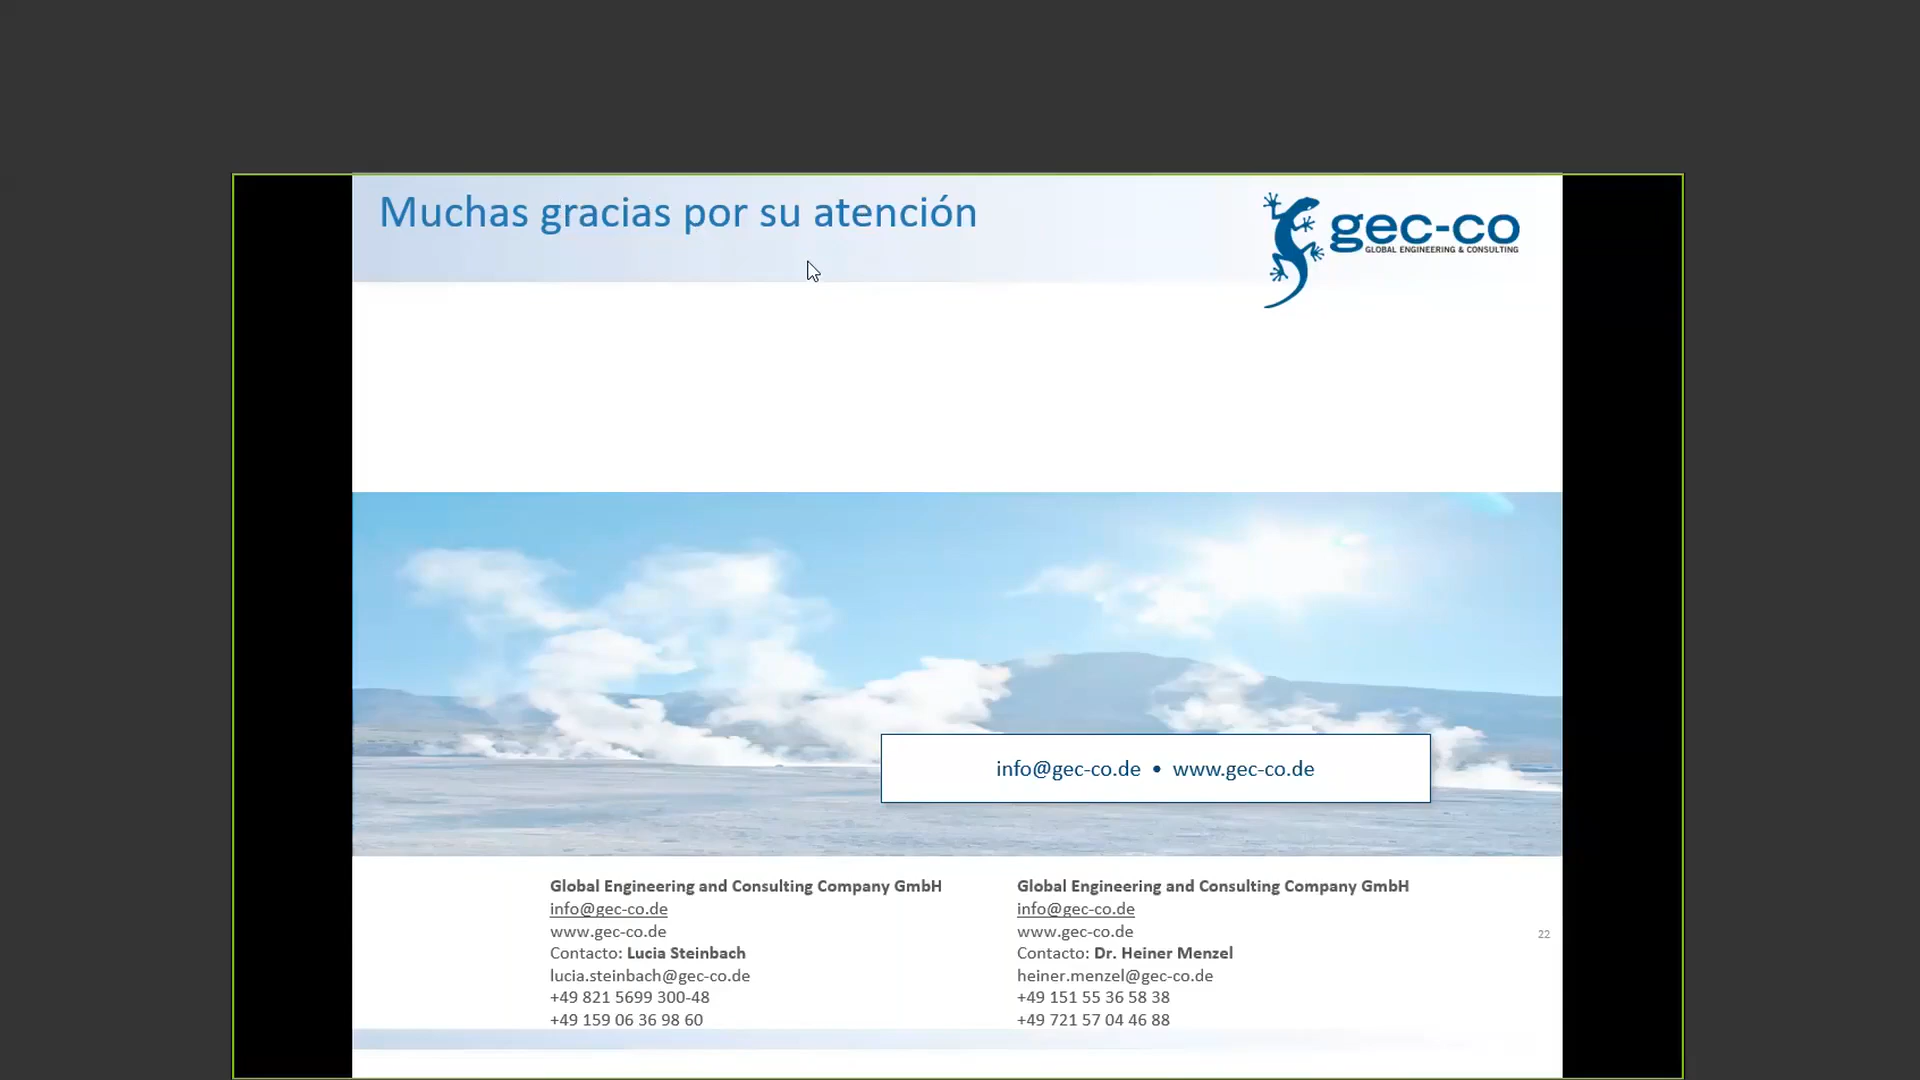 Muchas gracias por su atención
gec-co
GLOBAL ENGINEERING & CONSULTING
info@gec-co.de • www.gec-co.de
Global Engineering and Consulting Company GmbH
info@gec-co.de
www.gec-co.de
Contacto: Lucia Steinbach
lucia.steinbach@gec-co.de
+49 821 5699 300-48
+49 159 06 36 98 60
Global Engineering and Consulting Company GmbH
info@gec-co.de
www.gec-co.de
Contacto: Dr. Heiner Menzel
heiner.menzel@gec-co.de
+49 151 55 36 58 38
+49 721 57 04 46 88
22